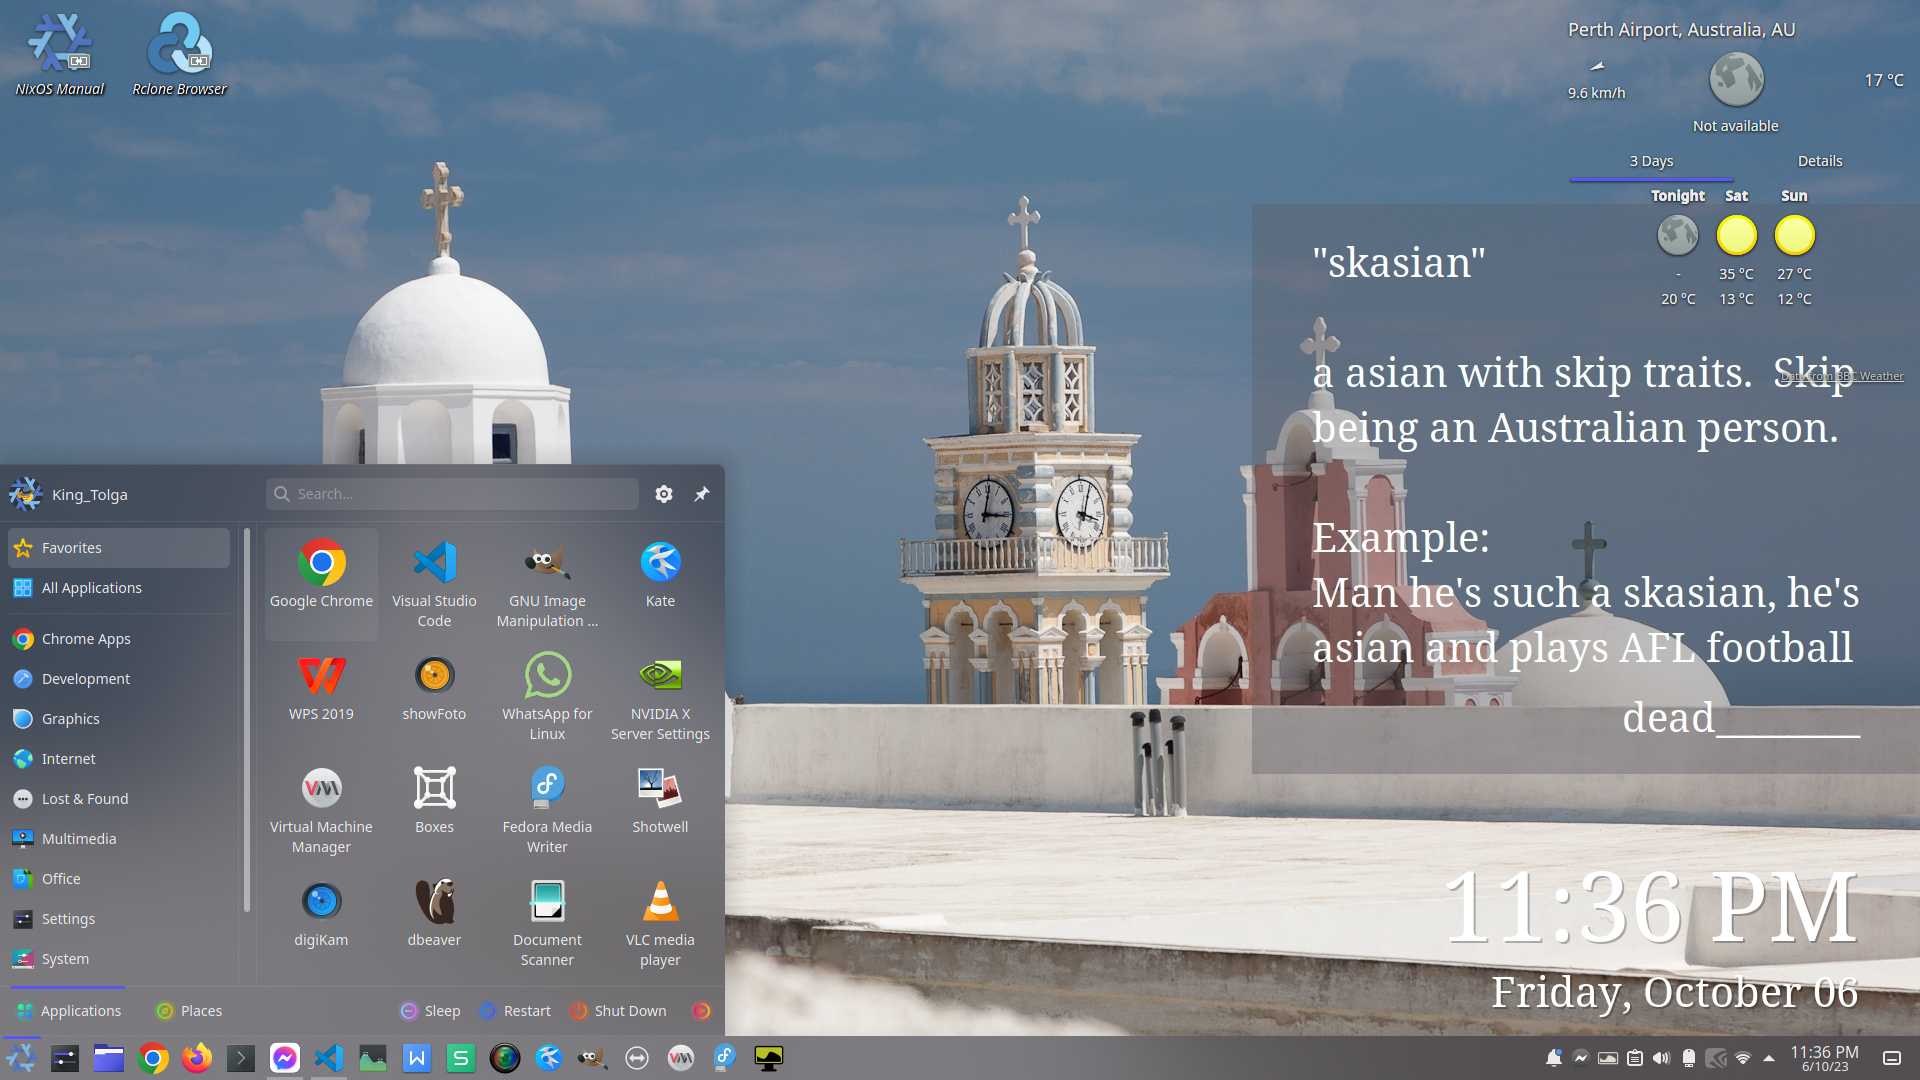 NixOS Manual
Rclone Browser
Perth Airport, Australia, AU
9.6 km/h
17 °C
Not available
3 Days
Details
Tonight Sat Sun
- 35 °C 27 °C
20 °C 13 °C 12 °C
Data from BBC Weather
"skasian"
a asian with skip traits. Skip
being an Australian person.
Example:
Man he's such a skasian, he's
asian and plays AFL football
dead_______
11:36 PM
Friday, October 06
King_Tolga
Search...
Favorites
All Applications
Chrome Apps
Development
Graphics
Internet
Lost & Found
Multimedia
Office
Settings
System
Google Chrome
Visual Studio
Code
GNU Image
Manipulation ...
Kate
WPS 2019
showFoto
WhatsApp for
Linux
NVIDIA X
Server Settings
Virtual Machine
Manager
Boxes
Fedora Media
Writer
Shotwell
digiKam
dbeaver
Document
Scanner
VLC media
player
Applications
Places
Sleep
Restart
Shut Down
11:36 PM
6/10/23